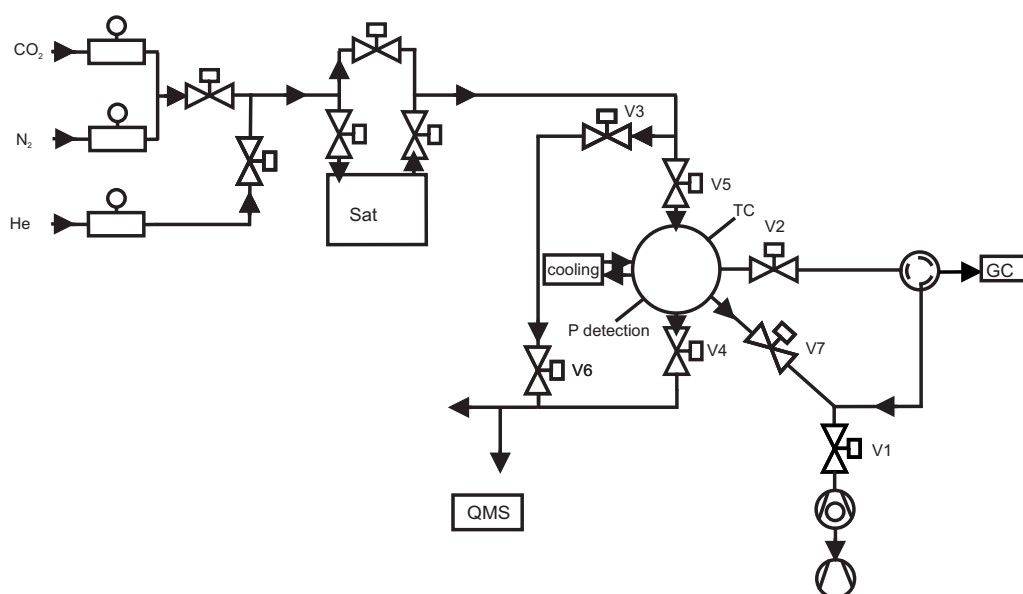 CO₂
N₂
He
Sat
V3
V5
TC
V2
cooling
GC
P detection
V4
V7
V6
V1
QMS